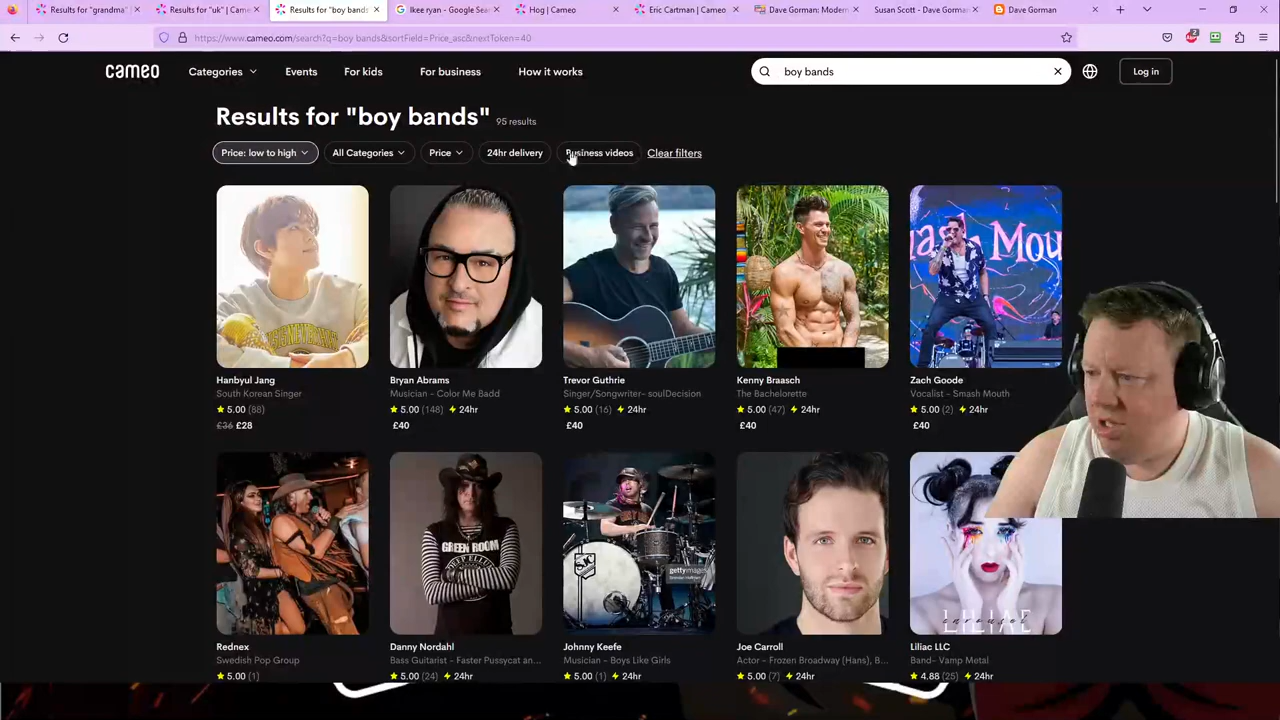 Results for "grandma"
Results for "uk" | Came
Results for "boy bands
Ikee ryan - Google Sea
Hog | Cameo
Eric Cartman | Cameo
Dave Gorman: Modern
Susan Scott - Dave Gorman
Dave Gorman
https://www.cameo.com/search?q=boy bands&sortField=Price_asc&nextToken=40
2
cameo
Categories
Events
For kids
For business
How it works
boy bands
Log in
Results for "boy bands" 95 results
Price: low to high
All Categories
Price
24hr delivery
Business videos
Clear filters
Hanbyul Jang
South Korean Singer
5.00 (88)
£36 £28
Bryan Abrams
Musician - Color Me Badd
5.00 (148) 24hr
£40
Trevor Guthrie
Singer/Songwriter- soulDecision
5.00 (16) 24hr
£40
Kenny Braasch
The Bachelorette
5.00 (47) 24hr
£40
Zach Goode
Vocalist - Smash Mouth
5.00 (2) 24hr
£40
GREEN ROOM
gettyimages
LILIAC
Rednex
Swedish Pop Group
5.00 (1)
Danny Nordahl
Bass Guitarist - Faster Pussycat an...
5.00 (24) 24hr
Johnny Keefe
Musician - Boys Like Girls
5.00 (1) 24hr
Joe Carroll
Actor - Frozen Broadway (Hans), B...
5.00 (7) 24hr
Liliac LLC
Band- Vamp Metal
4.88 (25) 24hr